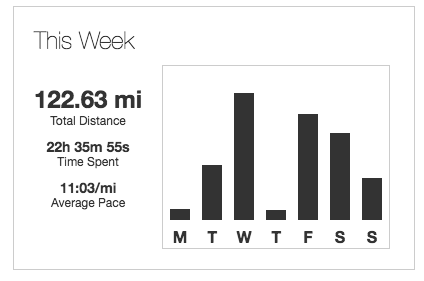 This Week
122.63 mi
Total Distance
22h 35m 55s
Time Spent
11:03/mi
Average Pace
M T W T F S S